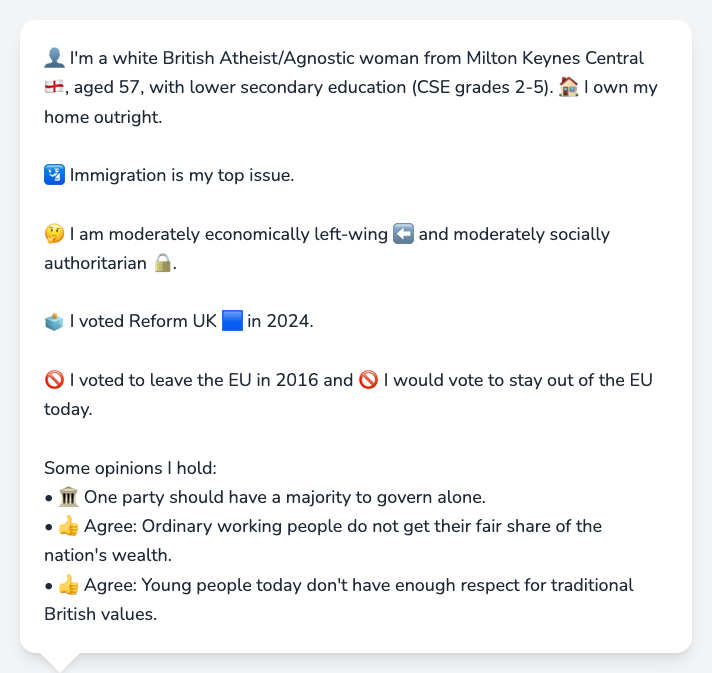 👤 I'm a white British Atheist/Agnostic woman from Milton Keynes Central
🏴󠁧󠁢󠁥󠁮󠁧󠁿, aged 57, with lower secondary education (CSE grades 2-5). 🏠 I own my
home outright.
🛂 Immigration is my top issue.
🤔 I am moderately economically left-wing ⬅️ and moderately socially
authoritarian 🔒.
🗳️ I voted Reform UK 🟦 in 2024.
🚫 I voted to leave the EU in 2016 and 🚫 I would vote to stay out of the EU
today.
Some opinions I hold:
• 🏛️ One party should have a majority to govern alone.
• 👍 Agree: Ordinary working people do not get their fair share of the
nation's wealth.
• 👍 Agree: Young people today don't have enough respect for traditional
British values.